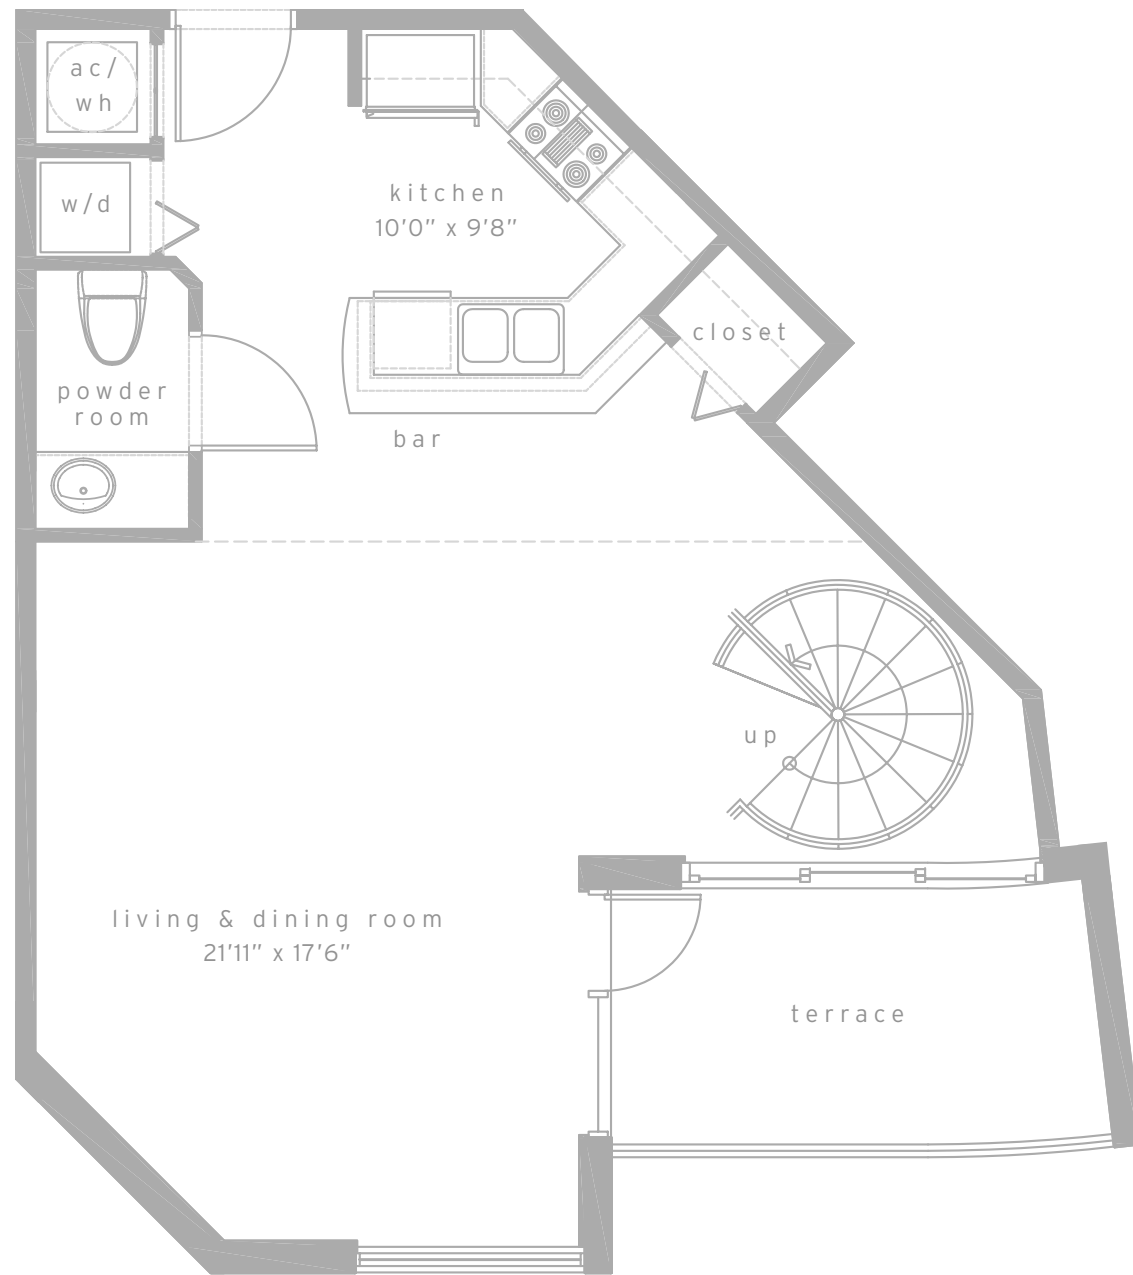 ac/
wh
w/d
kitchen
10'0" x 9'8"
closet
powder
room
bar
up
living & dining room
21'11" x 17'6"
terrace